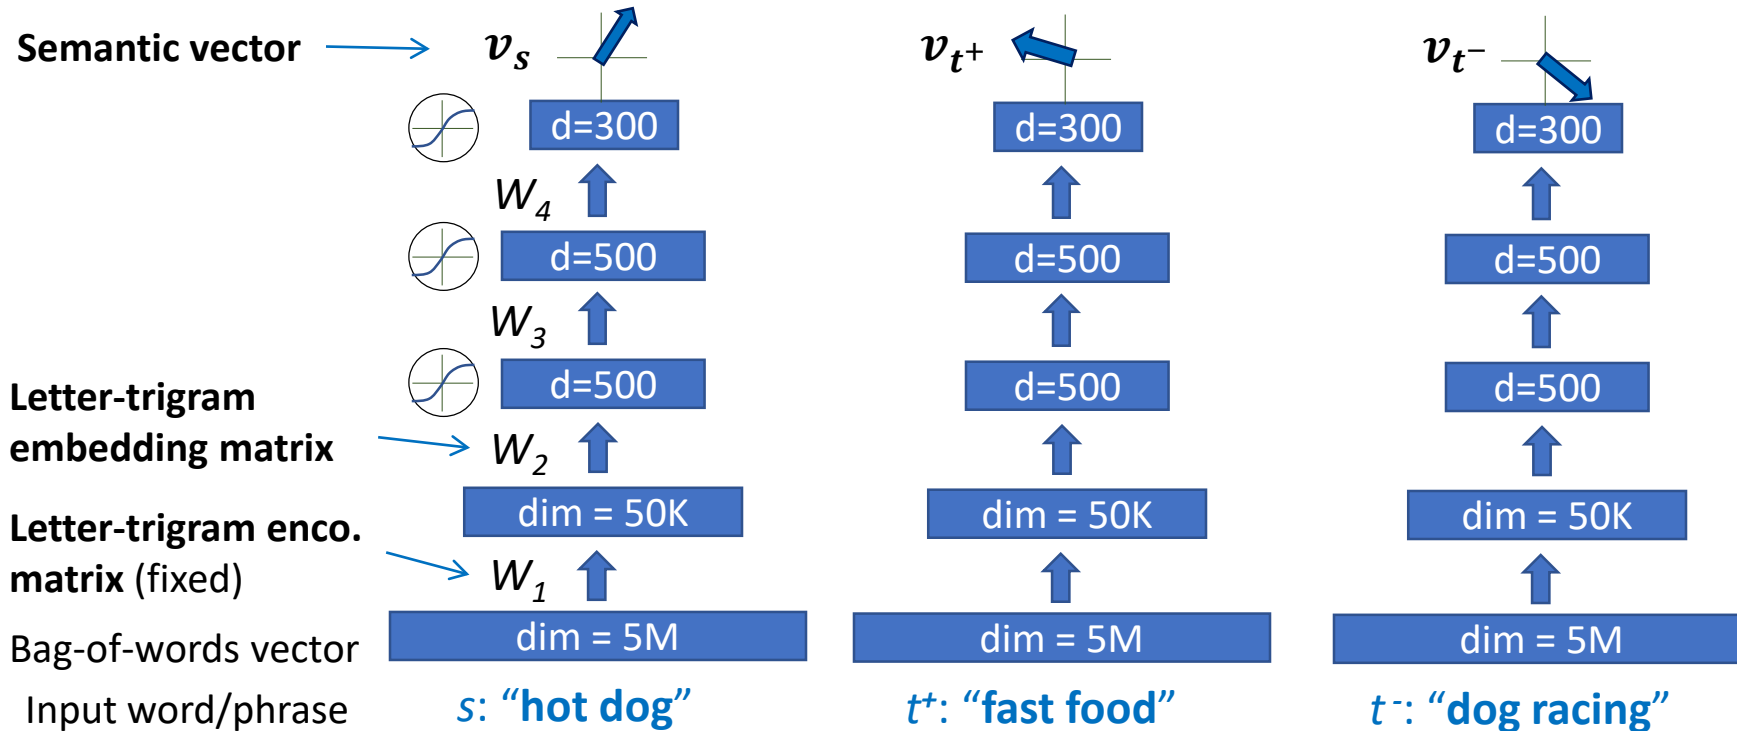 Semantic vector
v_s
v_{t^+}
v_{t^-}
d=300
d=300
d=300
W_4
d=500
d=500
d=500
W_3
d=500
d=500
d=500
Letter-trigram
embedding matrix
W_2
dim = 50K
dim = 50K
dim = 50K
Letter-trigram enco.
matrix (fixed)
W_1
dim = 5M
dim = 5M
dim = 5M
Bag-of-words vector
Input word/phrase
s: “hot dog”
t^+: “fast food”
t^-: “dog racing”